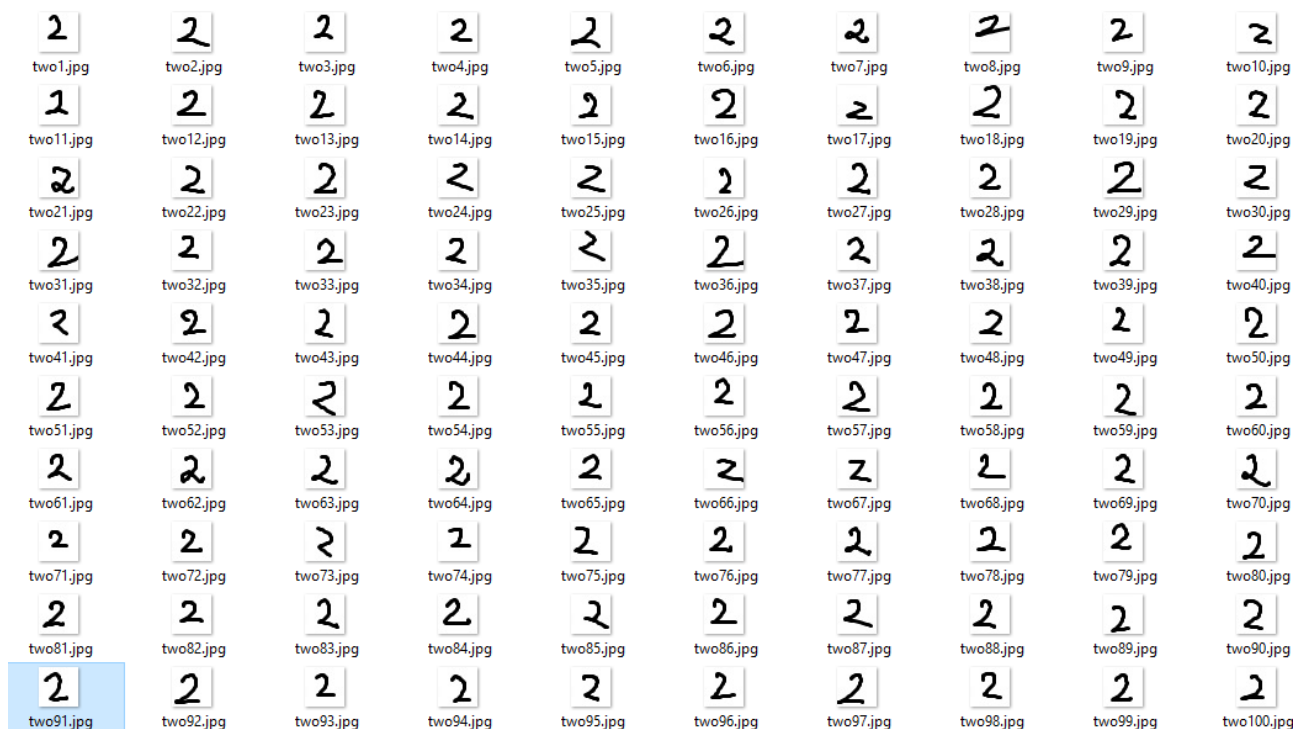 2 2 2 2 2 2 2 2 2 2
two1.jpg two2.jpg two3.jpg two4.jpg two5.jpg two6.jpg two7.jpg two8.jpg two9.jpg two10.jpg
2 2 2 2 2 2 2 2 2 2
two11.jpg two12.jpg two13.jpg two14.jpg two15.jpg two16.jpg two17.jpg two18.jpg two19.jpg two20.jpg
2 2 2 2 2 2 2 2 2 2
two21.jpg two22.jpg two23.jpg two24.jpg two25.jpg two26.jpg two27.jpg two28.jpg two29.jpg two30.jpg
2 2 2 2 2 2 2 2 2 2
two31.jpg two32.jpg two33.jpg two34.jpg two35.jpg two36.jpg two37.jpg two38.jpg two39.jpg two40.jpg
2 2 2 2 2 2 2 2 2 2
two41.jpg two42.jpg two43.jpg two44.jpg two45.jpg two46.jpg two47.jpg two48.jpg two49.jpg two50.jpg
2 2 2 2 2 2 2 2 2 2
two51.jpg two52.jpg two53.jpg two54.jpg two55.jpg two56.jpg two57.jpg two58.jpg two59.jpg two60.jpg
2 2 2 2 2 2 2 2 2 2
two61.jpg two62.jpg two63.jpg two64.jpg two65.jpg two66.jpg two67.jpg two68.jpg two69.jpg two70.jpg
2 2 2 2 2 2 2 2 2 2
two71.jpg two72.jpg two73.jpg two74.jpg two75.jpg two76.jpg two77.jpg two78.jpg two79.jpg two80.jpg
2 2 2 2 2 2 2 2 2 2
two81.jpg two82.jpg two83.jpg two84.jpg two85.jpg two86.jpg two87.jpg two88.jpg two89.jpg two90.jpg
2 2 2 2 2 2 2 2 2 2
two91.jpg two92.jpg two93.jpg two94.jpg two95.jpg two96.jpg two97.jpg two98.jpg two99.jpg two100.jpg